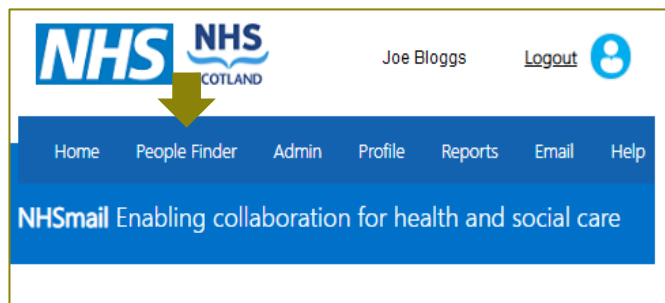 NHS
NHS
COTLAND
Joe Bloggs Logout
Home People Finder Admin Profile Reports Email Help
NHSmail Enabling collaboration for health and social care